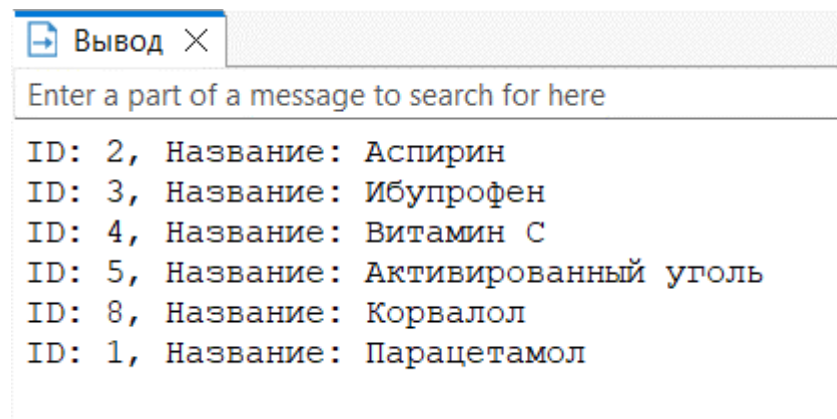 Вывод
Enter a part of a message to search for here
ID: 2, Название: Аспирин
ID: 3, Название: Ибупрофен
ID: 4, Название: Витамин C
ID: 5, Название: Активированный уголь
ID: 8, Название: Корвалол
ID: 1, Название: Парацетамол